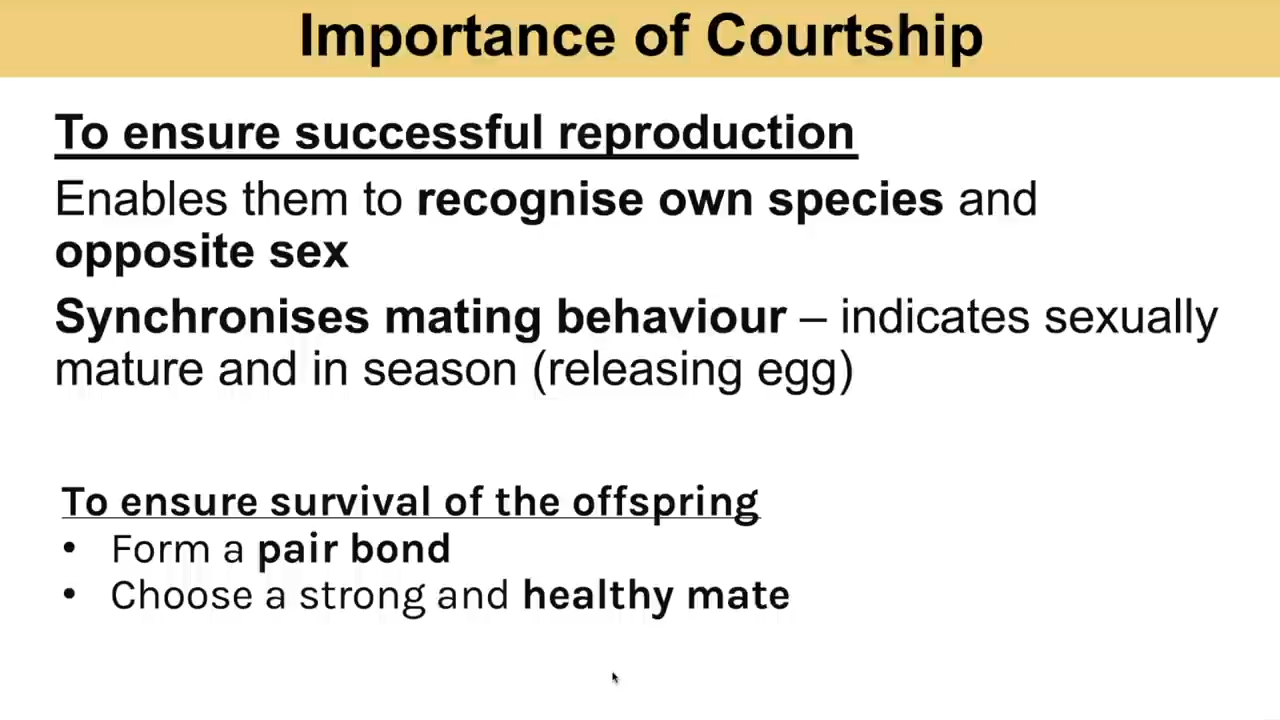 Importance of Courtship
To ensure successful reproduction
Enables them to recognise own species and
opposite sex
Synchronises mating behaviour – indicates sexually
mature and in season (releasing egg)
To ensure survival of the offspring
• Form a pair bond
• Choose a strong and healthy mate